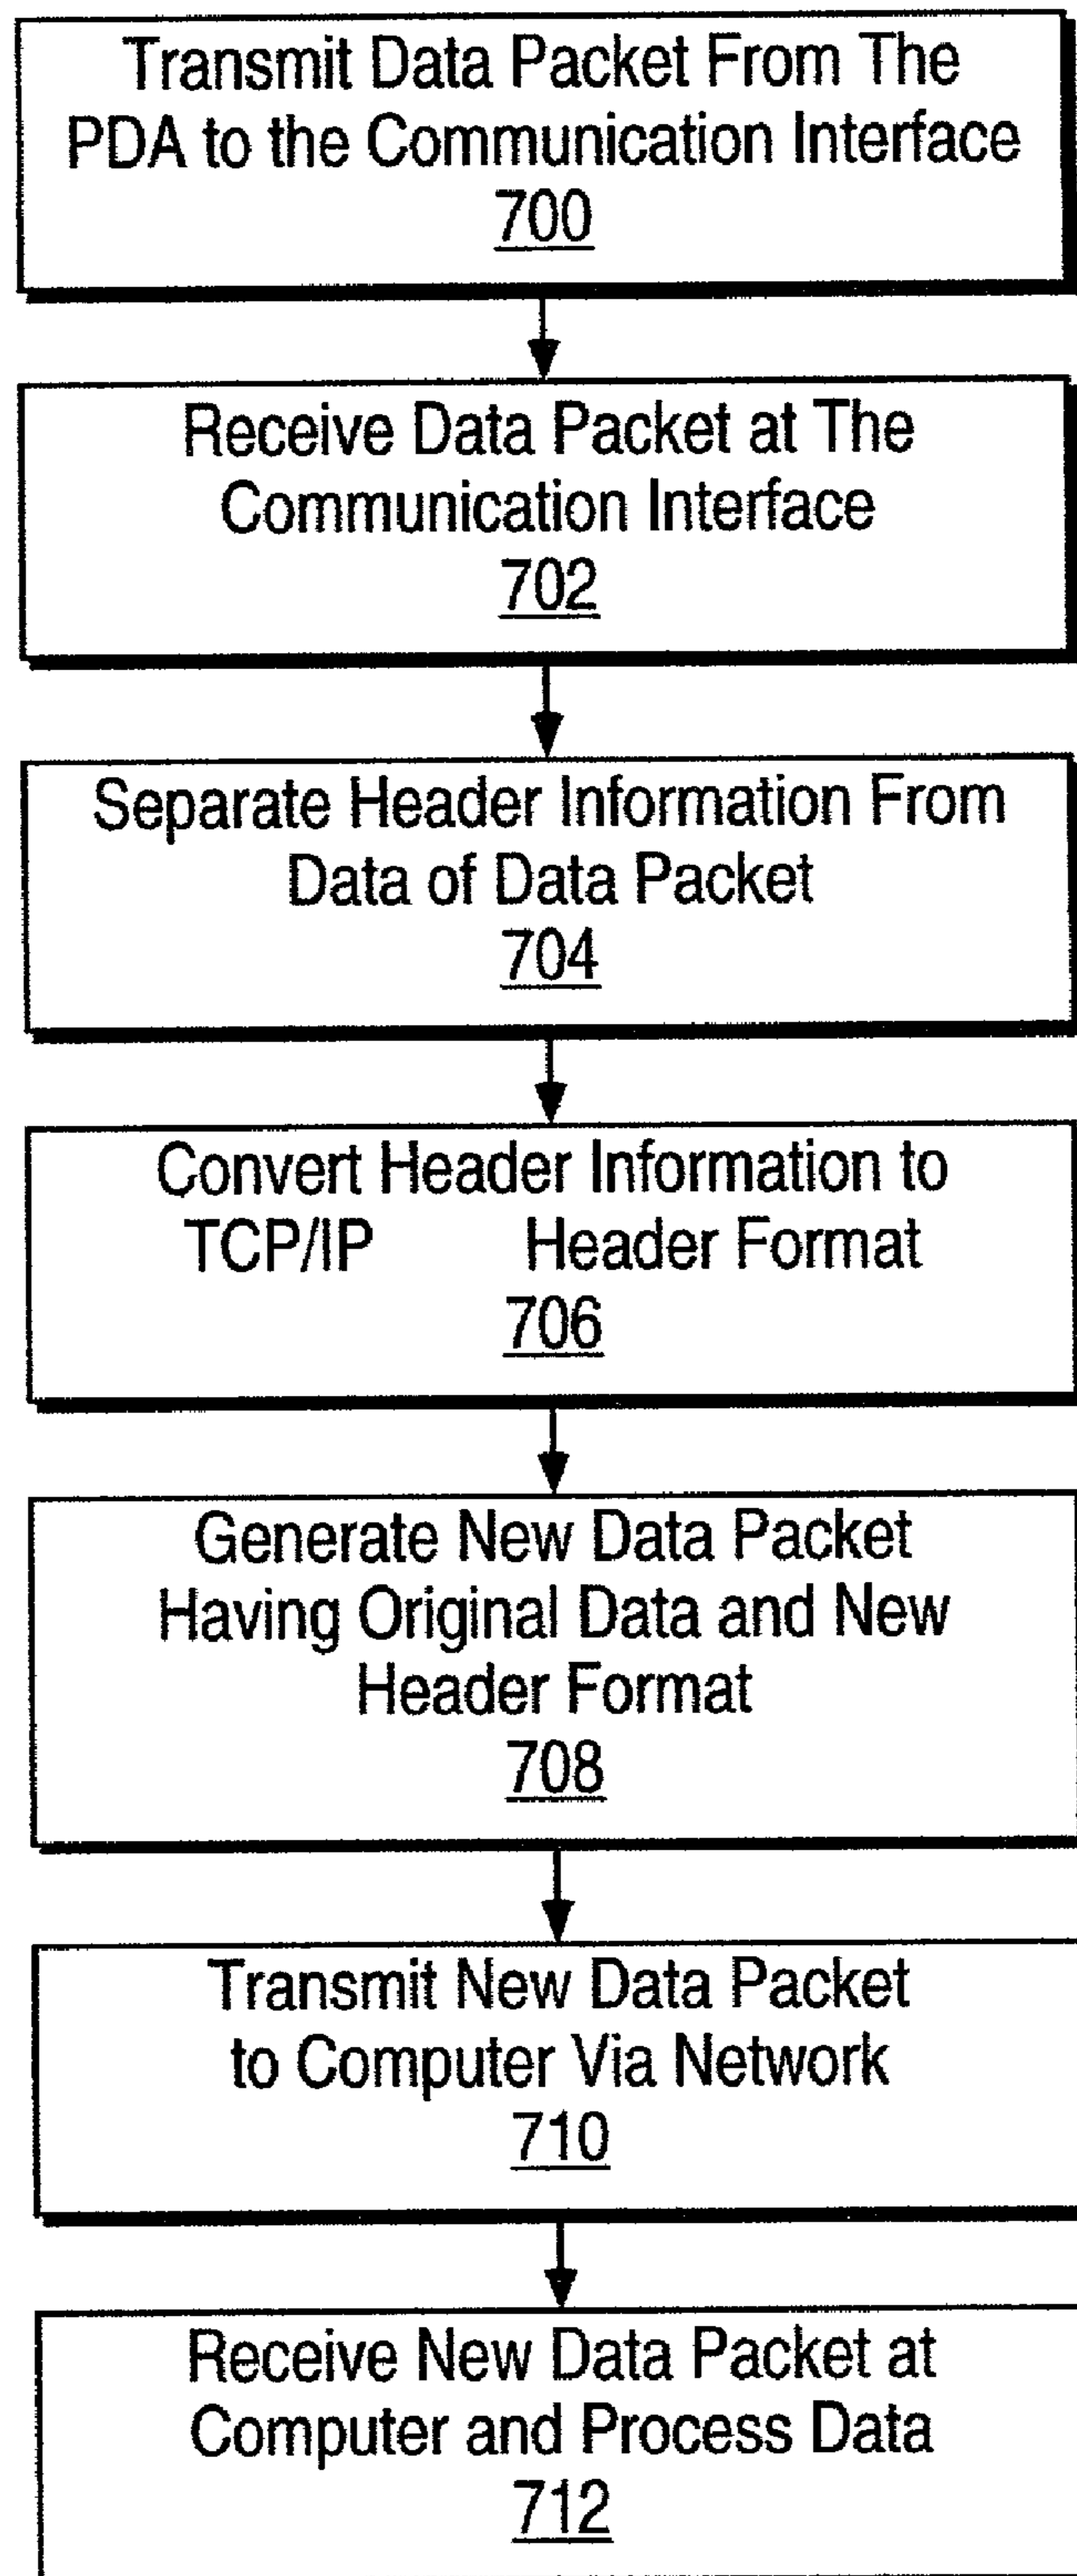 Transmit Data Packet From The
PDA to the Communication Interface
700
Receive Data Packet at The
Communication Interface
702
Separate Header Information From
Data of Data Packet
704
Convert Header Information to
TCP/IP Header Format
706
Generate New Data Packet
Having Original Data and New
Header Format
708
Transmit New Data Packet
to Computer Via Network
710
Receive New Data Packet at
Computer and Process Data
712